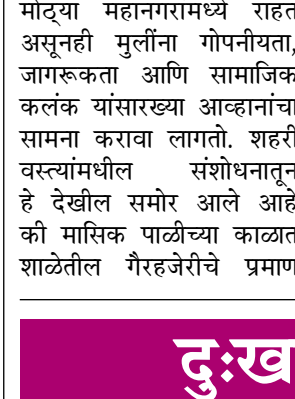 मोठ्या महानगरामध्ये राहत
असूनही मुलींना गोपनीयता,
जागरूकता आणि सामाजिक
कलंक यांसारख्या आव्हानांचा
सामना करावा लागतो. शहरी
वस्त्यांमधील संशोधनातून
हे देखील समोर आले आहे
की मासिक पाळीच्या काळात
शाळेतील गैरहजेरीचे प्रमाण
दुःख